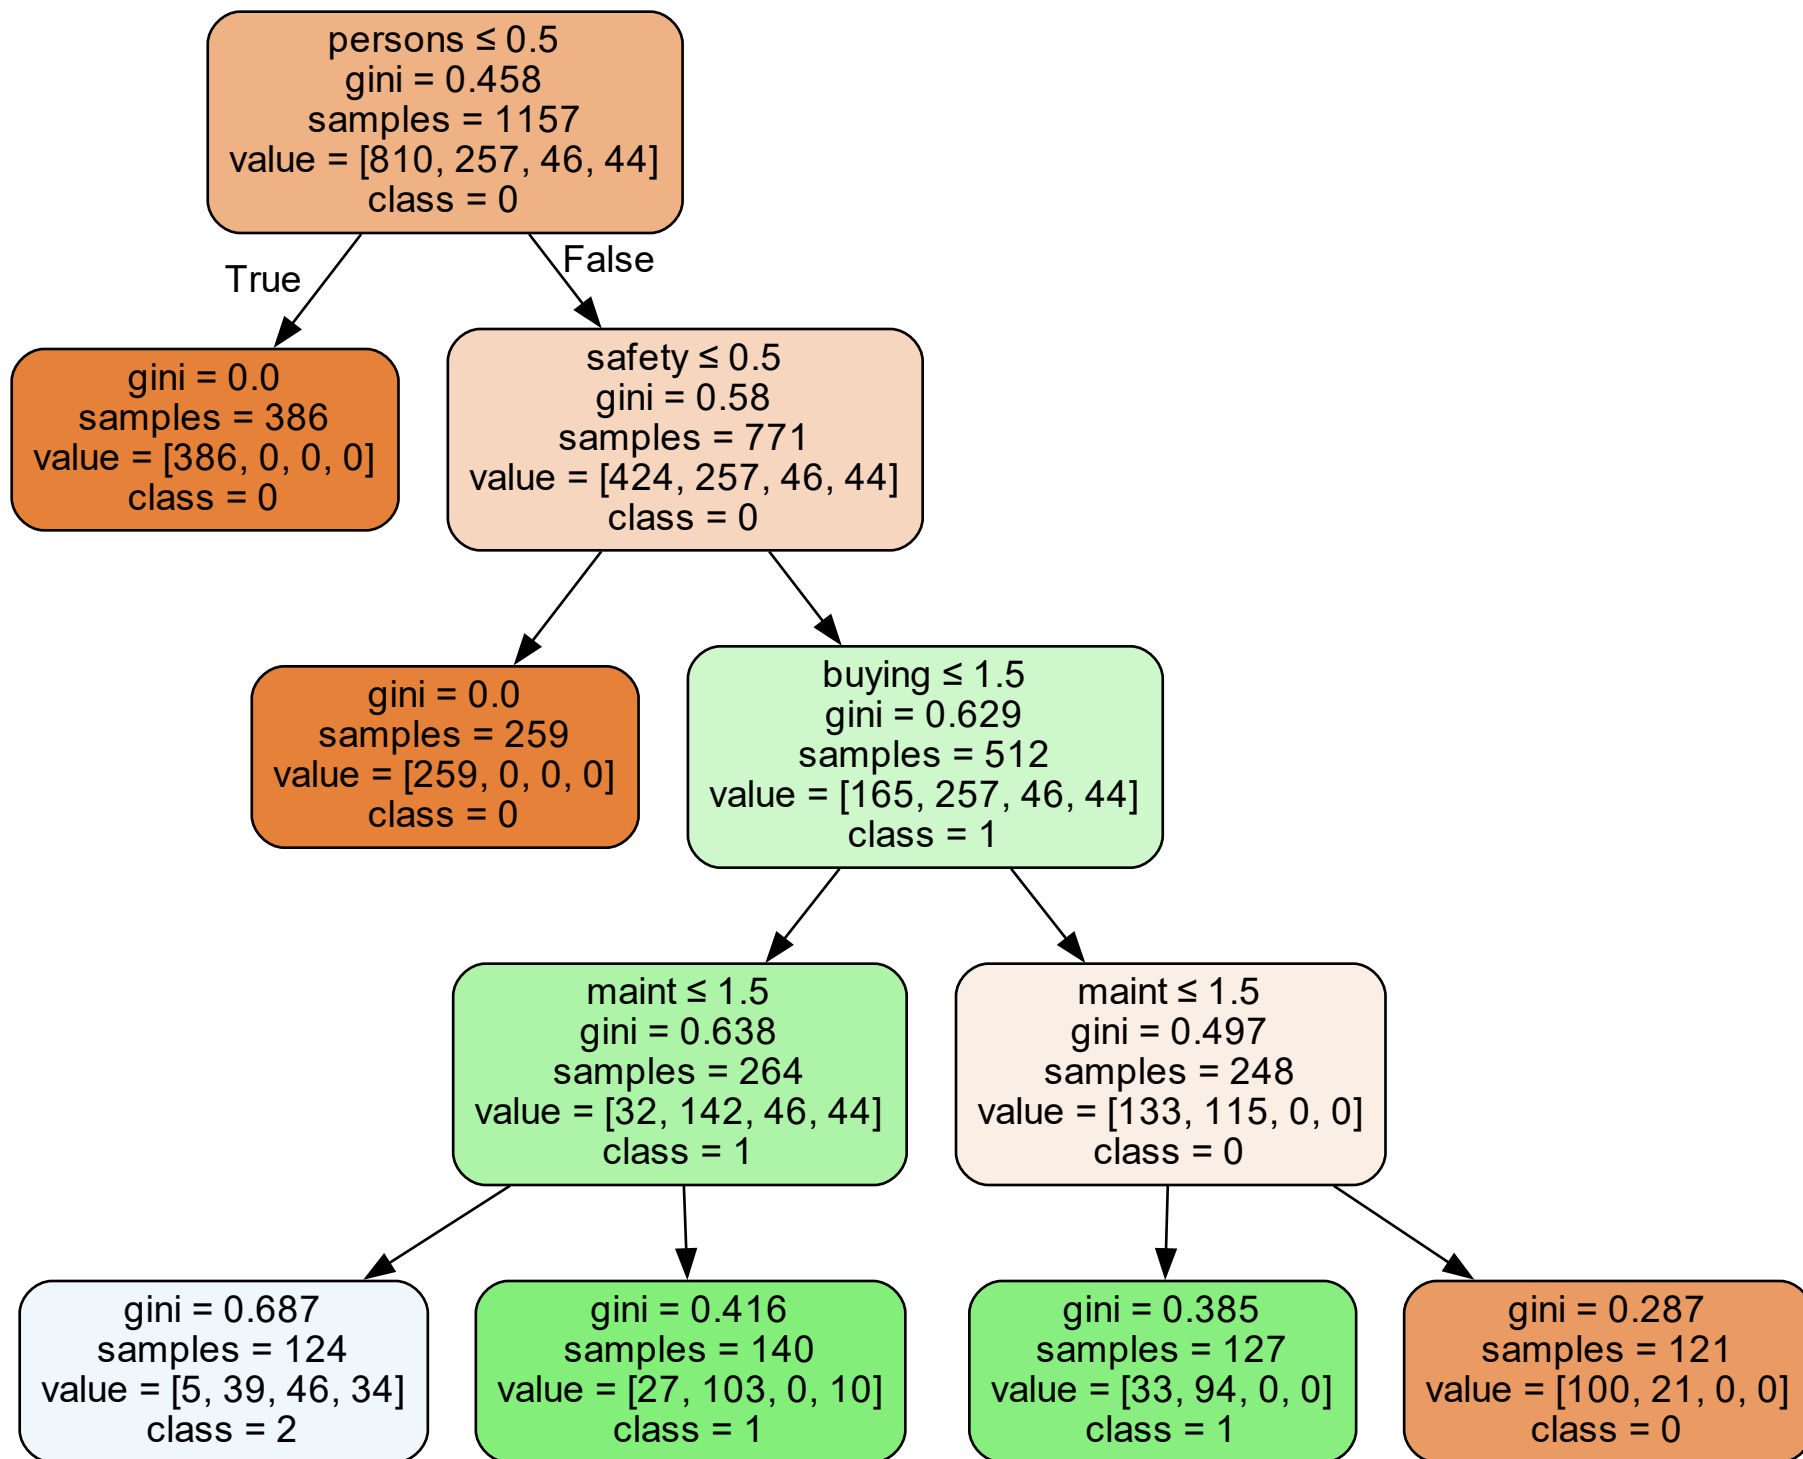 persons ≤ 0.5
gini = 0.458
samples = 1157
value = [810, 257, 46, 44]
class = 0
True
False
gini = 0.0
samples = 386
value = [386, 0, 0, 0]
class = 0
safety ≤ 0.5
gini = 0.58
samples = 771
value = [424, 257, 46, 44]
class = 0
gini = 0.0
samples = 259
value = [259, 0, 0, 0]
class = 0
buying ≤ 1.5
gini = 0.629
samples = 512
value = [165, 257, 46, 44]
class = 1
maint ≤ 1.5
gini = 0.638
samples = 264
value = [32, 142, 46, 44]
class = 1
maint ≤ 1.5
gini = 0.497
samples = 248
value = [133, 115, 0, 0]
class = 0
gini = 0.687
samples = 124
value = [5, 39, 46, 34]
class = 2
gini = 0.416
samples = 140
value = [27, 103, 0, 10]
class = 1
gini = 0.385
samples = 127
value = [33, 94, 0, 0]
class = 1
gini = 0.287
samples = 121
value = [100, 21, 0, 0]
class = 0